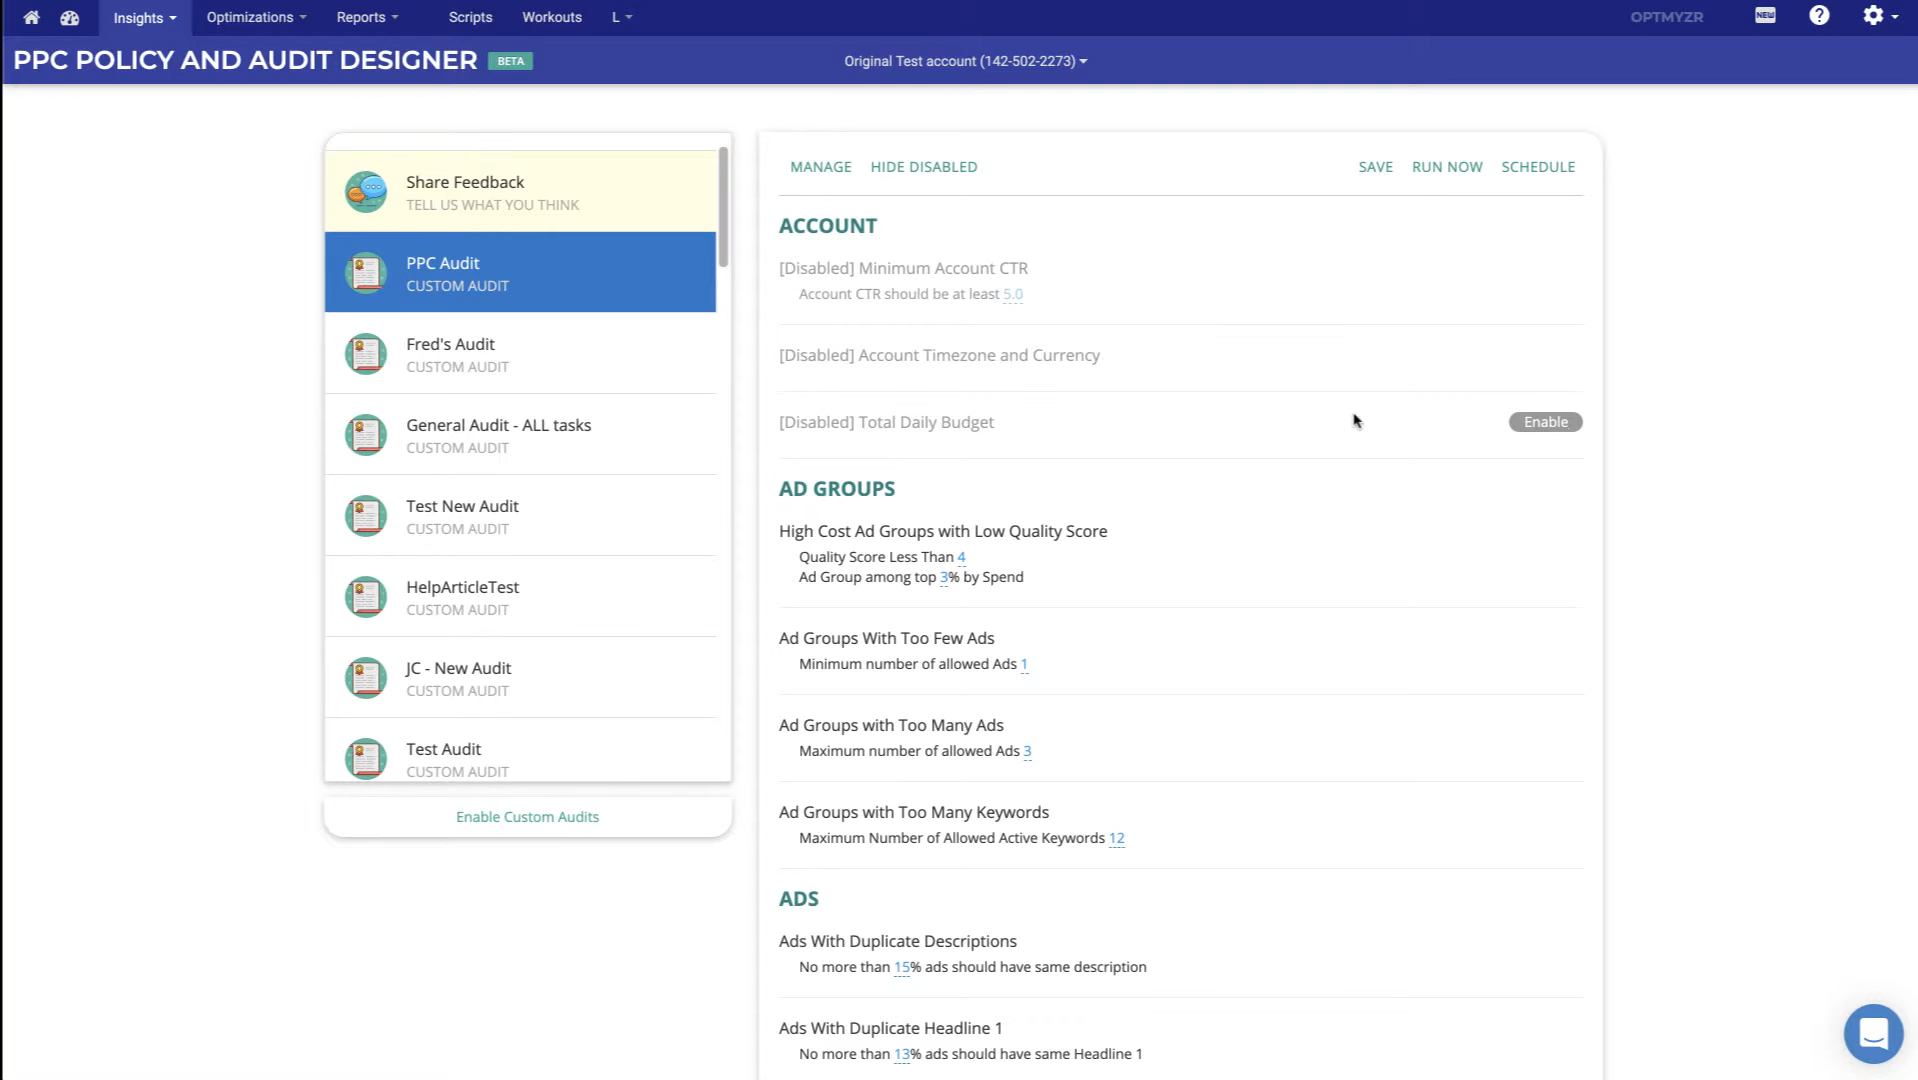 Insights
Optimizations
Reports
Scripts
Workouts
L
OPTMYZR
NEW
?
PPC POLICY AND AUDIT DESIGNER
BETA
Original Test account (142-502-2273)
Share Feedback
TELL US WHAT YOU THINK
PPC Audit
CUSTOM AUDIT
Fred's Audit
CUSTOM AUDIT
General Audit - ALL tasks
CUSTOM AUDIT
Test New Audit
CUSTOM AUDIT
HelpArticleTest
CUSTOM AUDIT
JC - New Audit
CUSTOM AUDIT
Test Audit
CUSTOM AUDIT
Enable Custom Audits
MANAGE
HIDE DISABLED
SAVE
RUN NOW
SCHEDULE
ACCOUNT
[Disabled] Minimum Account CTR
Account CTR should be at least 5.0
[Disabled] Account Timezone and Currency
[Disabled] Total Daily Budget
Enable
AD GROUPS
High Cost Ad Groups with Low Quality Score
Quality Score Less Than 4
Ad Group among top 3% by Spend
Ad Groups With Too Few Ads
Minimum number of allowed Ads 1
Ad Groups with Too Many Ads
Maximum number of allowed Ads 3
Ad Groups with Too Many Keywords
Maximum Number of Allowed Active Keywords 12
ADS
Ads With Duplicate Descriptions
No more than 15% ads should have same description
Ads With Duplicate Headline 1
No more than 13% ads should have same Headline 1